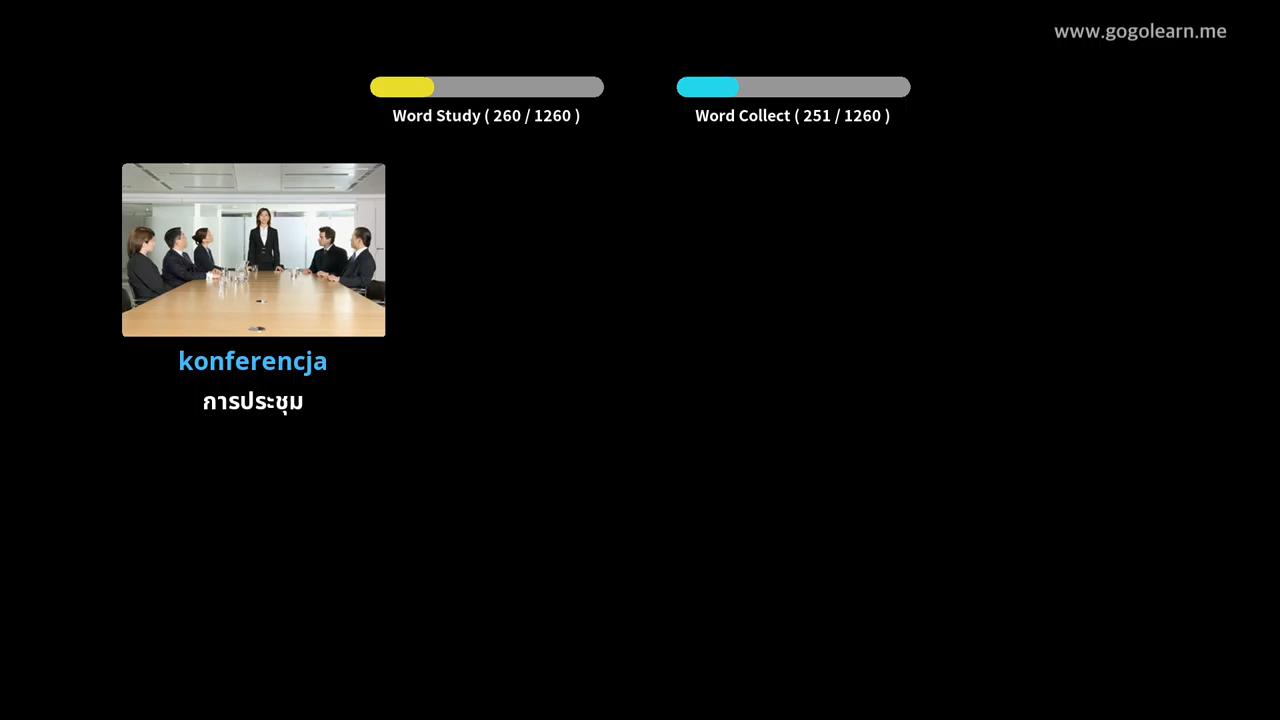 www.gogolearn.me
Word Study ( 260 / 1260 )
Word Collect ( 251 / 1260 )
konferencja
การประชุม